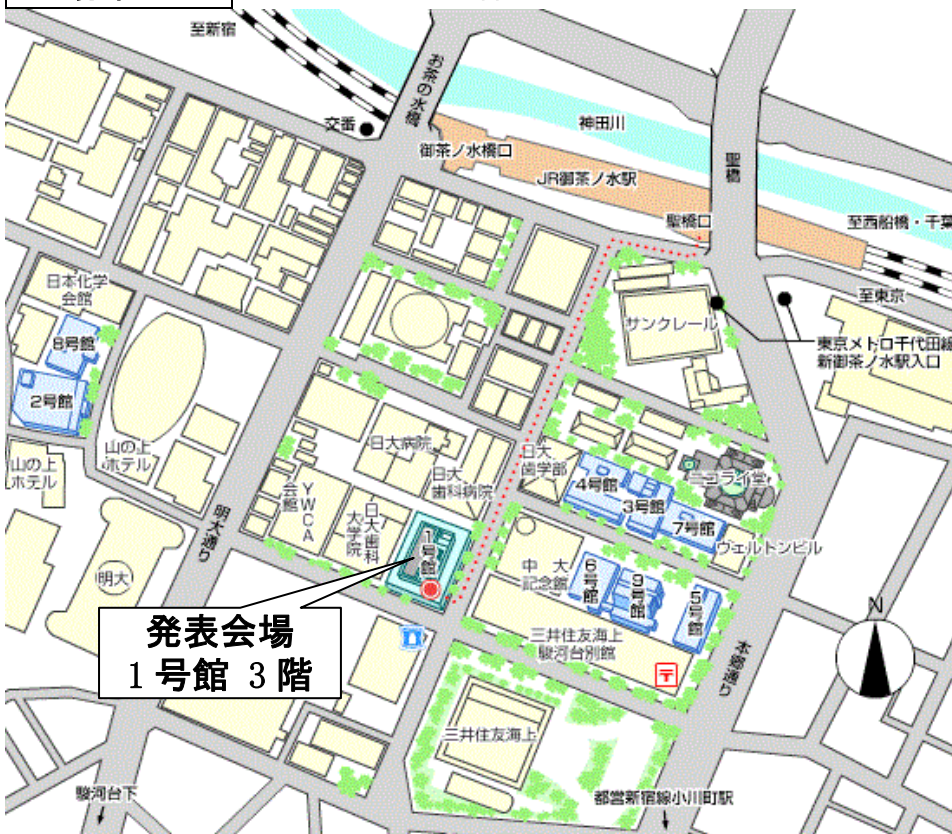 至新宿
お茶の水橋
交番
神田川
御茶ノ水橋口
JR御茶ノ水駅
聖橋
聖橋口
至西船橋・千葉
至東京
日本化学
会館
8号館
2号館
サンクレール
東京メトロ千代田線
新御茶ノ水駅入口
山の上
ホテル
山の上
ホテル
日大病院
日大
歯科病院
日大
歯学部
4号館
3号館
7号館
ニコライ堂
YWCA
会館
日大歯科
大学院
1号館
明大通り
明大
中大
記念館
6号館
9号館
5号館
ウェルトンビル
発表会場
1号館 3階
三井住友海上
駿河台別館
〒
本郷通り
N
三井住友海上
駿河台下
都営新宿線小川町駅